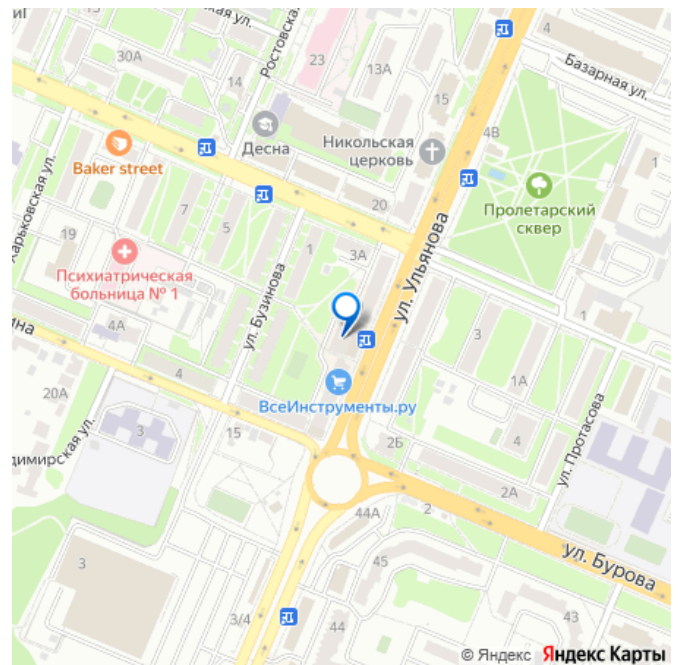 30А
Ростовская ул.
23
13А
14
15
4
Базарная ул.
Десна
Никольская
церковь
4В
1
Baker street
Харьковская ул.
7
5
1
20
3А
Пролетарский
сквер
19
Психиатрическая
больница № 1
ул. Бузинова
ул. Ульянова
4А
4
3
1А
20А
ВсеИнструменты.ру
3
15
2Б
4
ул. Протасова
2А
44А
2
ул. Бурова
3
45
3/4
44
43
© Яндекс Яндекс Карты